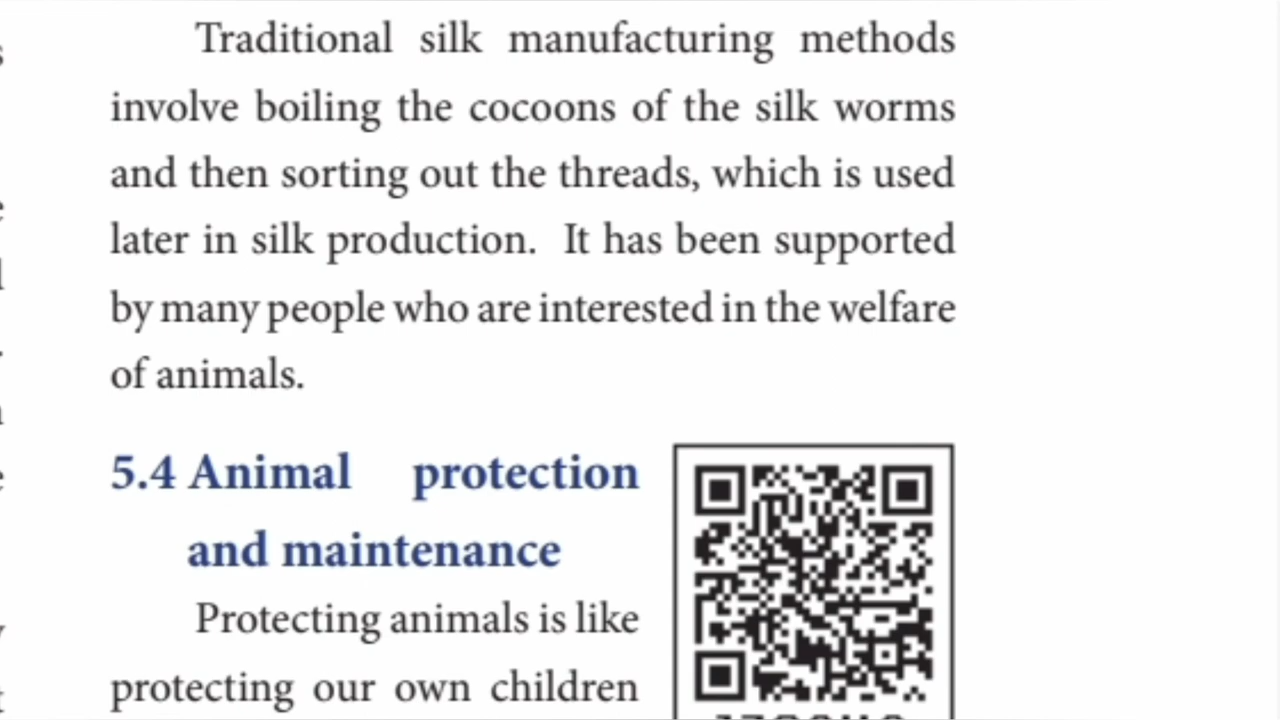 Traditional silk manufacturing methods
involve boiling the cocoons of the silk worms
and then sorting out the threads, which is used
later in silk production. It has been supported
by many people who are interested in the welfare
of animals.
5.4 Animal protection
and maintenance
Protecting animals is like
protecting our own children